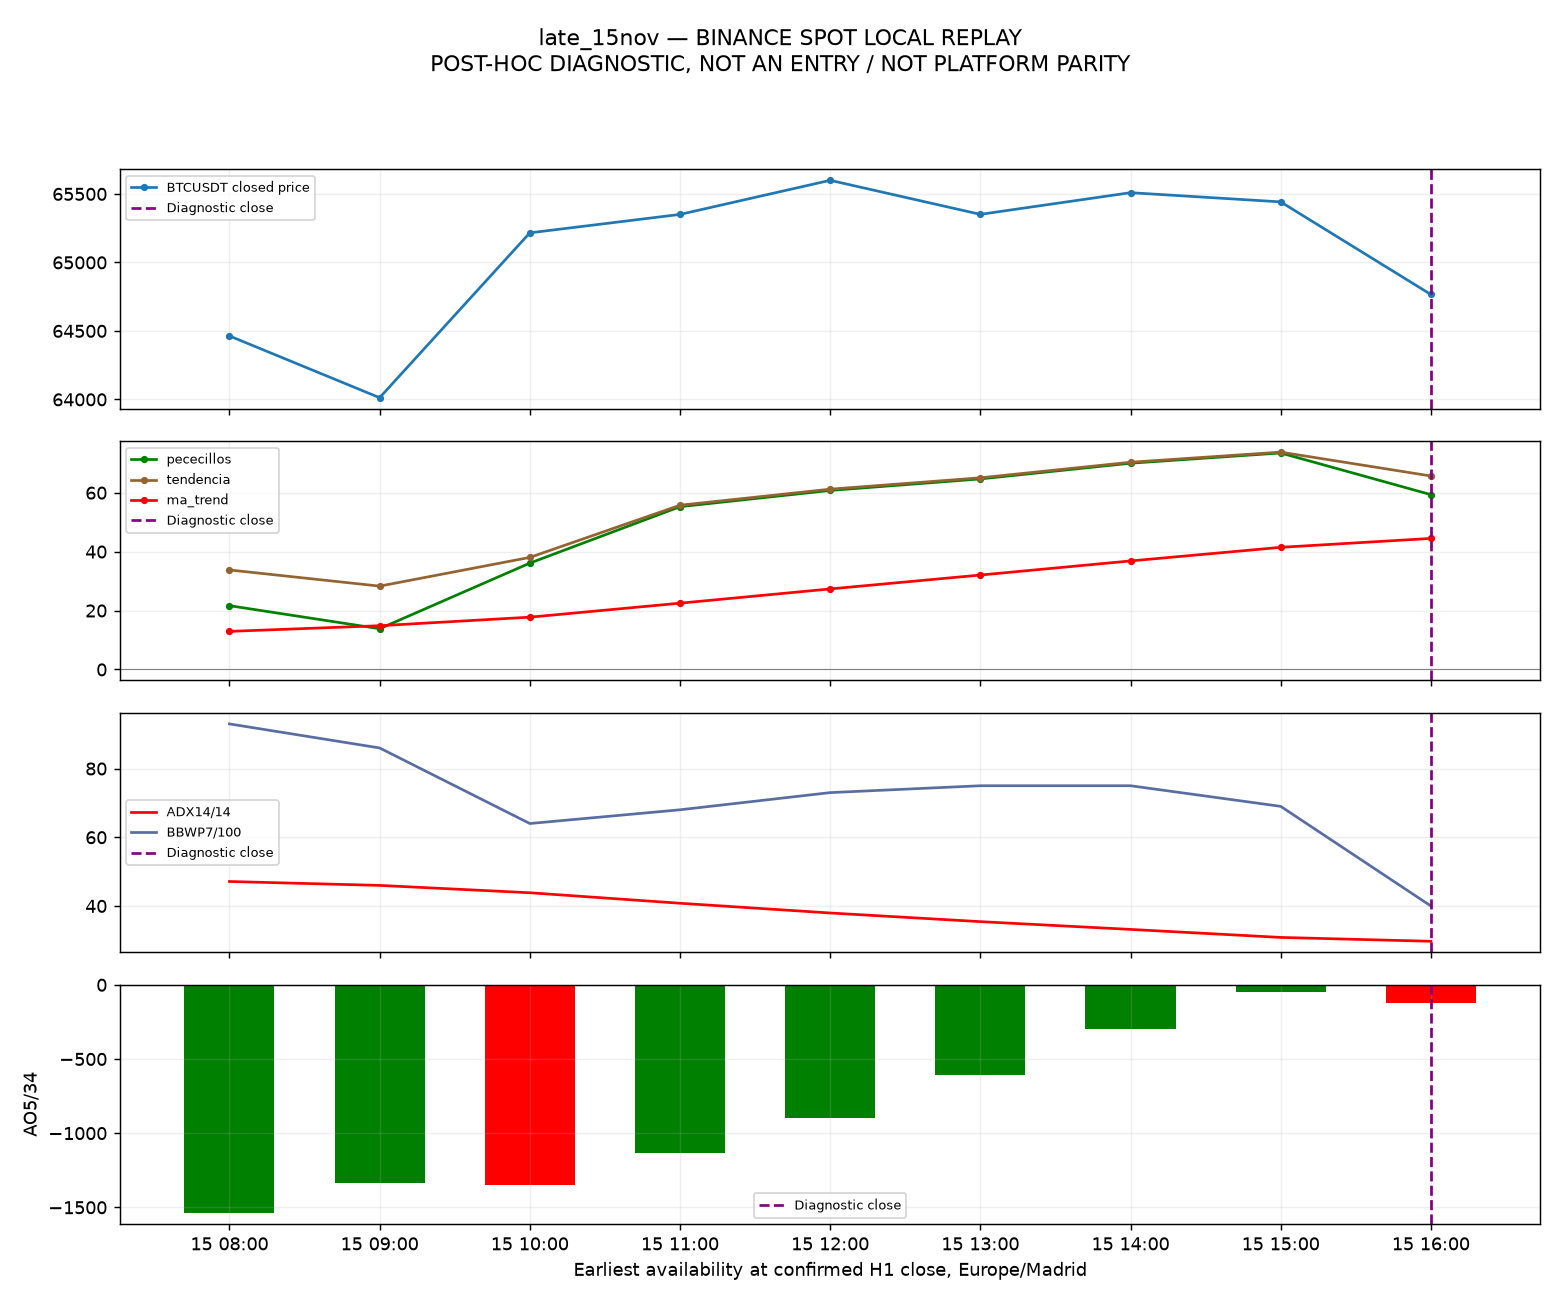 late_15nov — BINANCE SPOT LOCAL REPLAY
POST-HOC DIAGNOSTIC, NOT AN ENTRY / NOT PLATFORM PARITY
BTCUSDT closed price
Diagnostic close
65500
65000
64500
64000
pececillos
tendencia
ma_trend
Diagnostic close
60
40
20
0
ADX14/14
BBWP7/100
Diagnostic close
80
60
40
0
−500
−1000
−1500
AO5/34
Diagnostic close
15 08:00 15 09:00 15 10:00 15 11:00 15 12:00 15 13:00 15 14:00 15 15:00 15 16:00
Earliest availability at confirmed H1 close, Europe/Madrid